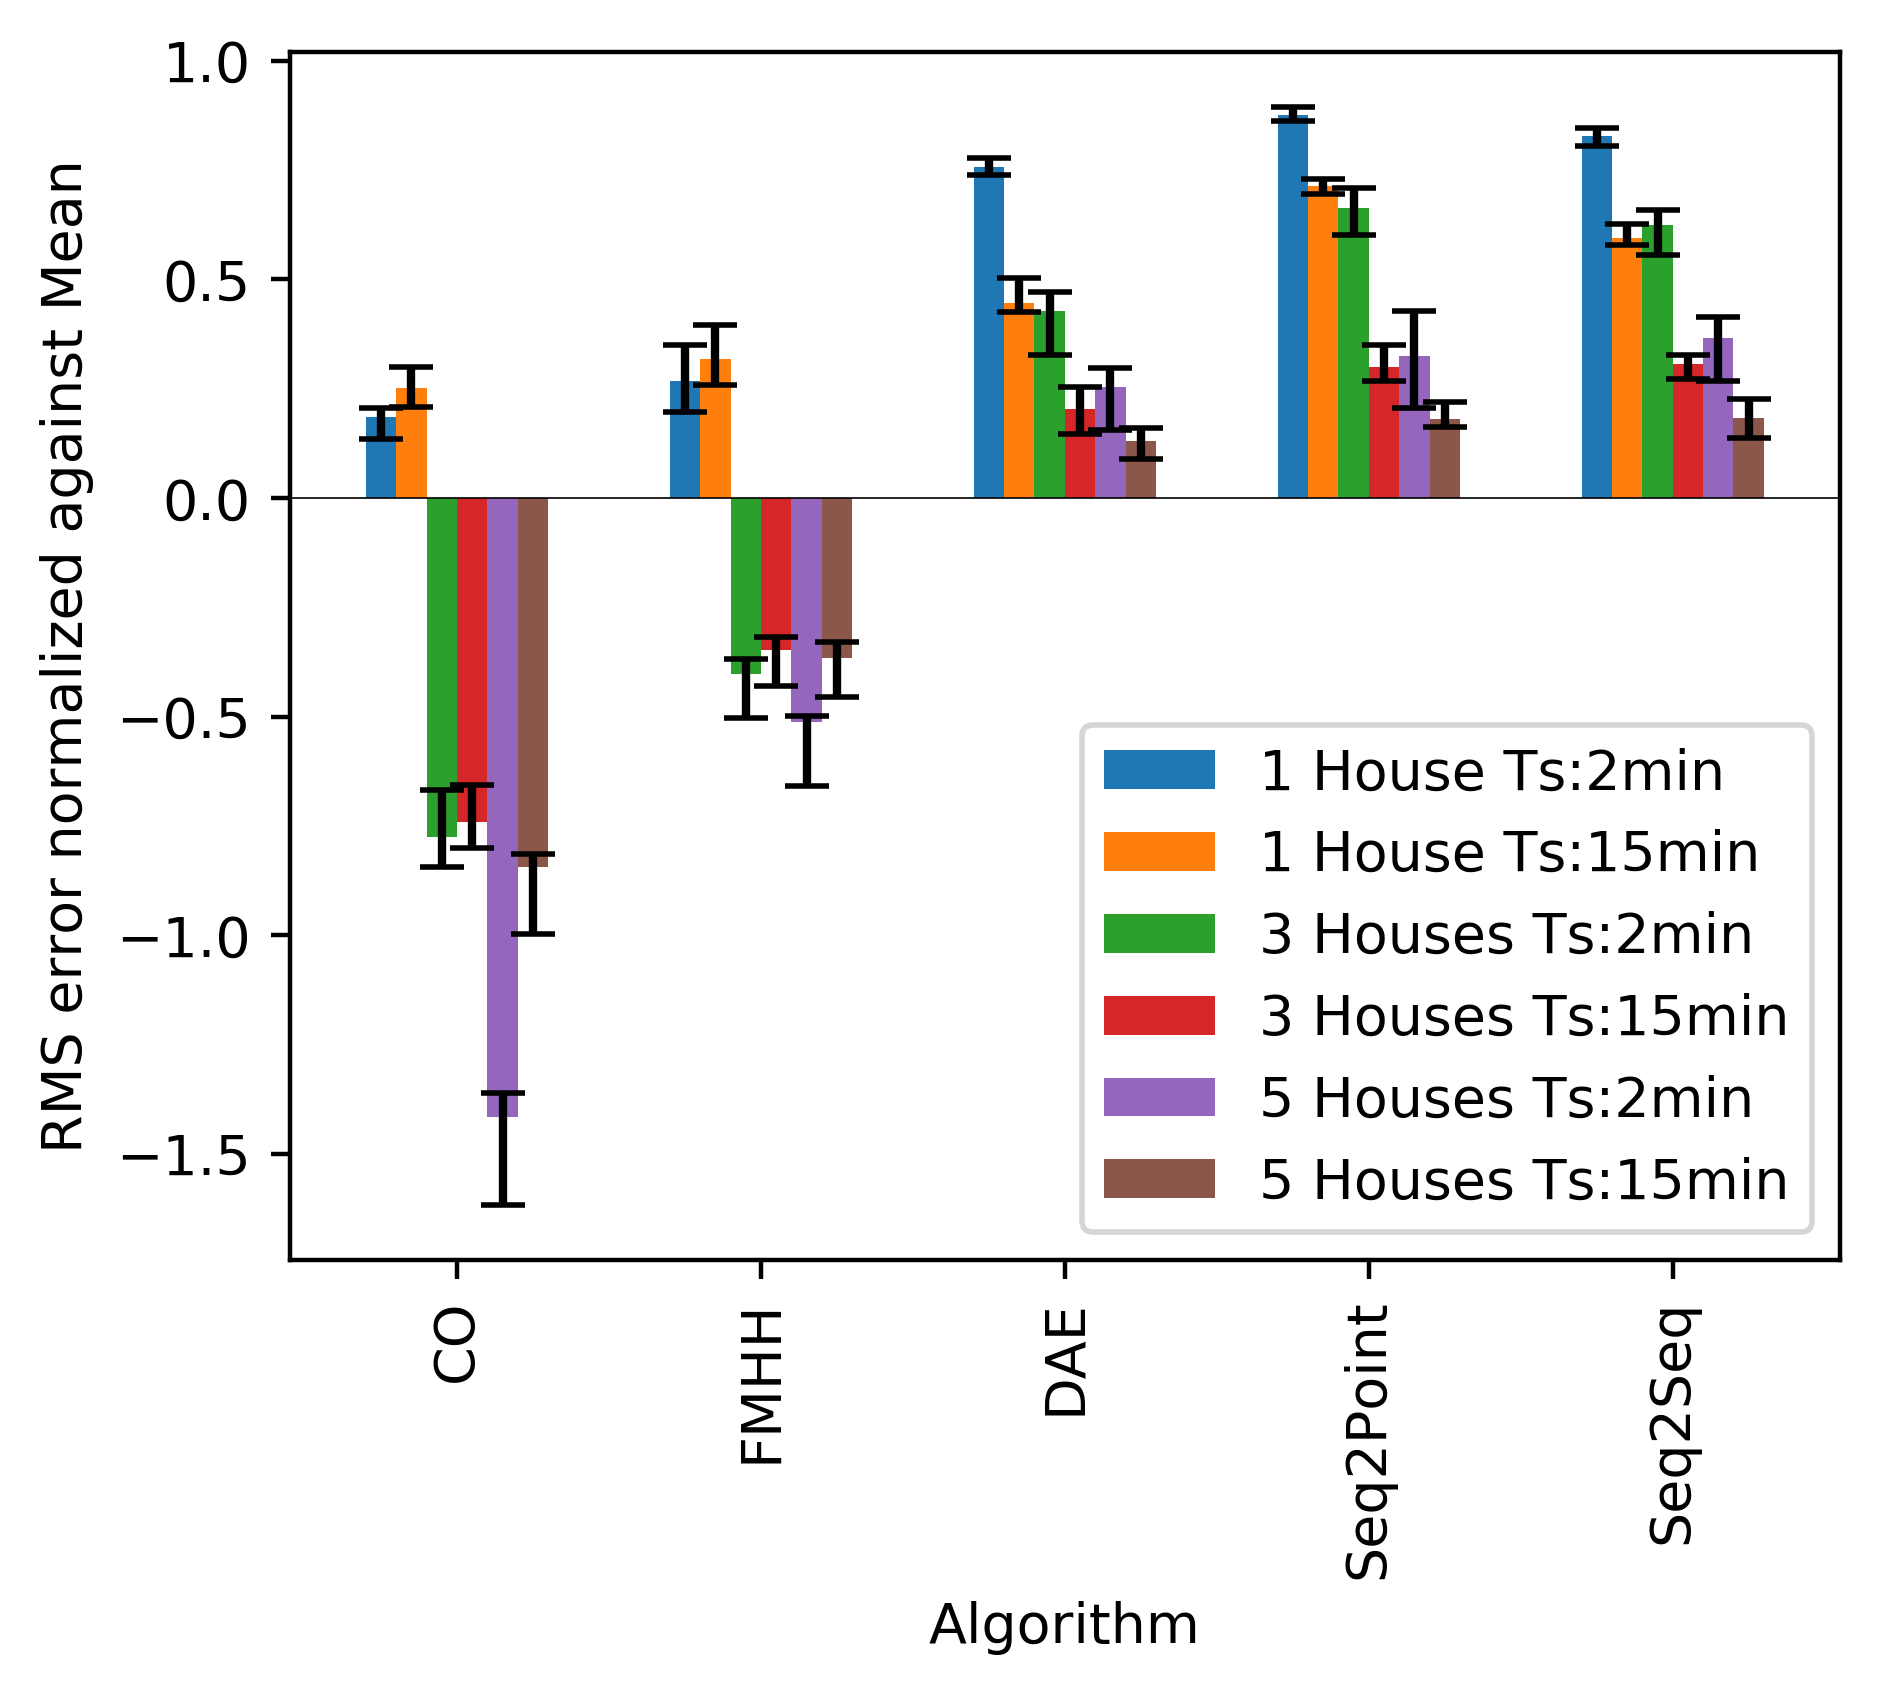 RMS error normalized against Mean
1.0
0.5
0.0
−0.5
−1.0
−1.5
1 House Ts:2min
1 House Ts:15min
3 Houses Ts:2min
3 Houses Ts:15min
5 Houses Ts:2min
5 Houses Ts:15min
CO
FMHH
DAE
Seq2Point
Seq2Seq
Algorithm